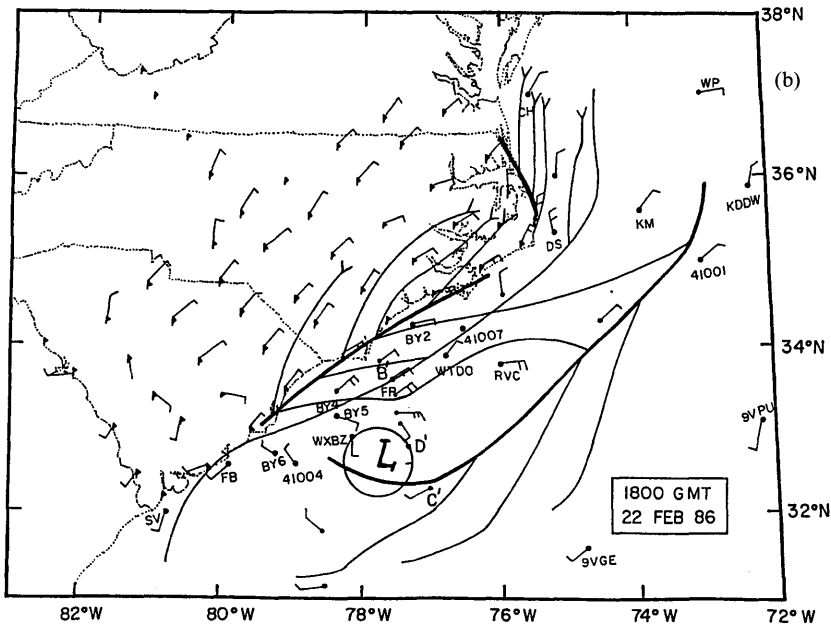 38°N
(b)
WP
CH
36°N
KDDW
KM
DS
41001
BY2
41007
34°N
B'
WTDO
RVC
FR
BY4
BY5
9VPU
WXBZ
D'
L
BY6
41004
FB
C'
1800 GMT
22 FEB 86
32°N
SV
9VGE
82°W
80°W
78°W
76°W
74°W
72°W